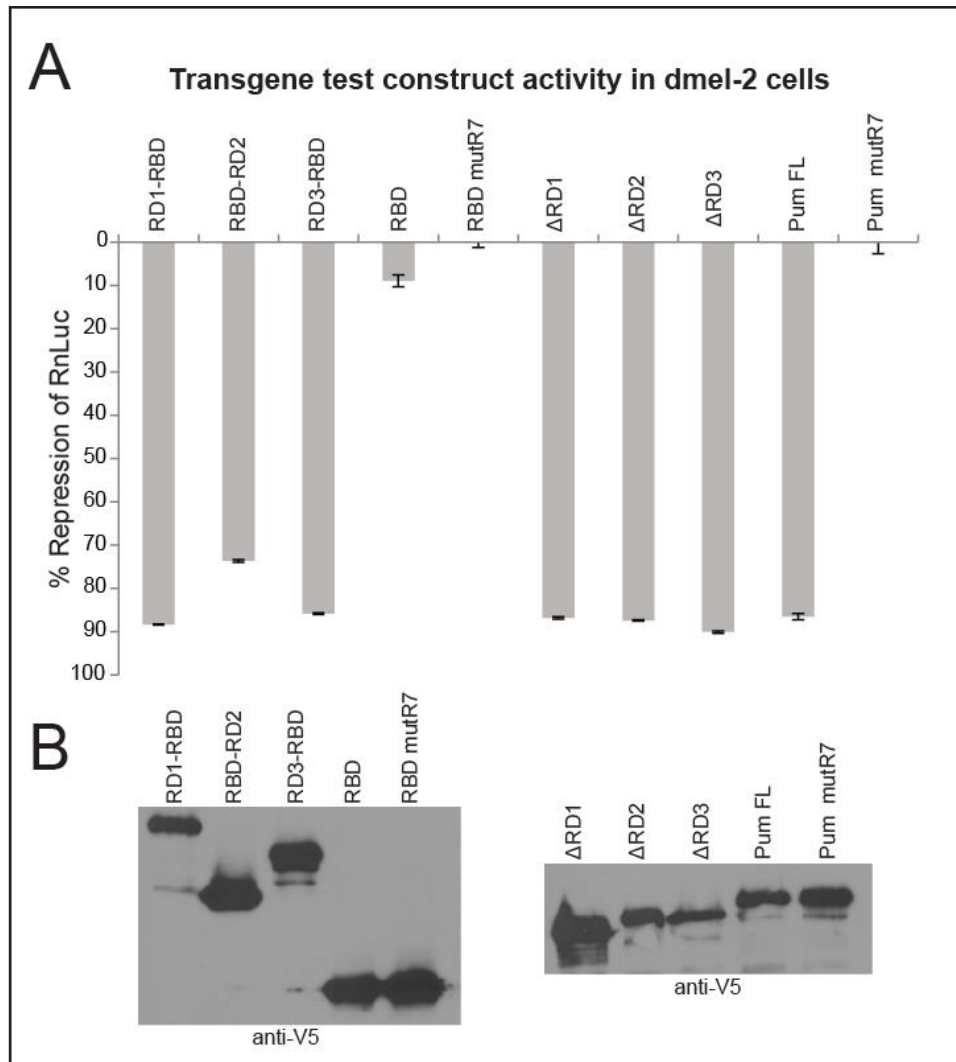 A
Transgene test construct activity in dmel-2 cells
RD1-RBD
RBD-RD2
RD3-RBD
RBD
RBD mutR7
ΔRD1
ΔRD2
ΔRD3
Pum FL
Pum mutR7
% Repression of RnLuc
0
10
20
30
40
50
60
70
80
90
100
B
RD1-RBD
RBD-RD2
RD3-RBD
RBD
RBD mutR7
anti-V5
ΔRD1
ΔRD2
ΔRD3
Pum FL
Pum mutR7
anti-V5